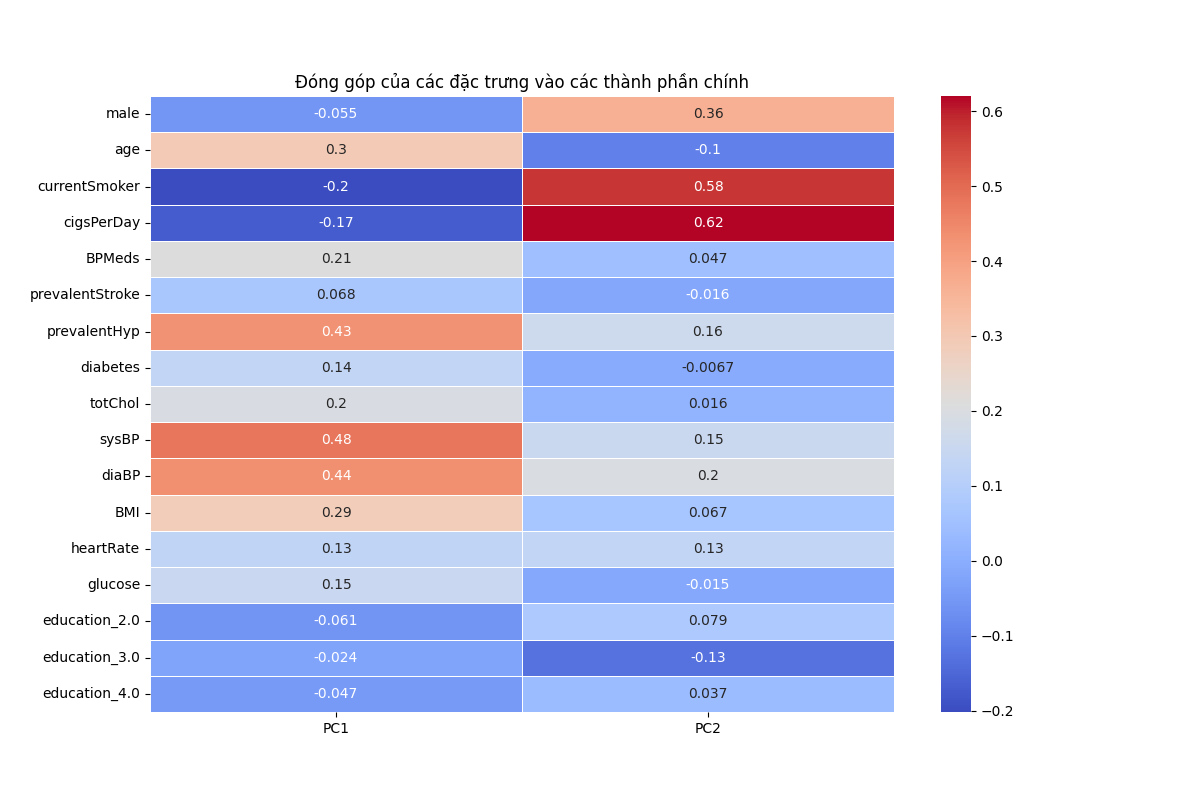 Đóng góp của các đặc trưng vào các thành phần chính
male -0.055 0.36
age 0.3 -0.1
currentSmoker -0.2 0.58
cigsPerDay -0.17 0.62
BPMeds 0.21 0.047
prevalentStroke 0.068 -0.016
prevalentHyp 0.43 0.16
diabetes 0.14 -0.0067
totChol 0.2 0.016
sysBP 0.48 0.15
diaBP 0.44 0.2
BMI 0.29 0.067
heartRate 0.13 0.13
glucose 0.15 -0.015
education_2.0 -0.061 0.079
education_3.0 -0.024 -0.13
education_4.0 -0.047 0.037
PC1 PC2
0.6
0.5
0.4
0.3
0.2
0.1
0.0
−0.1
−0.2